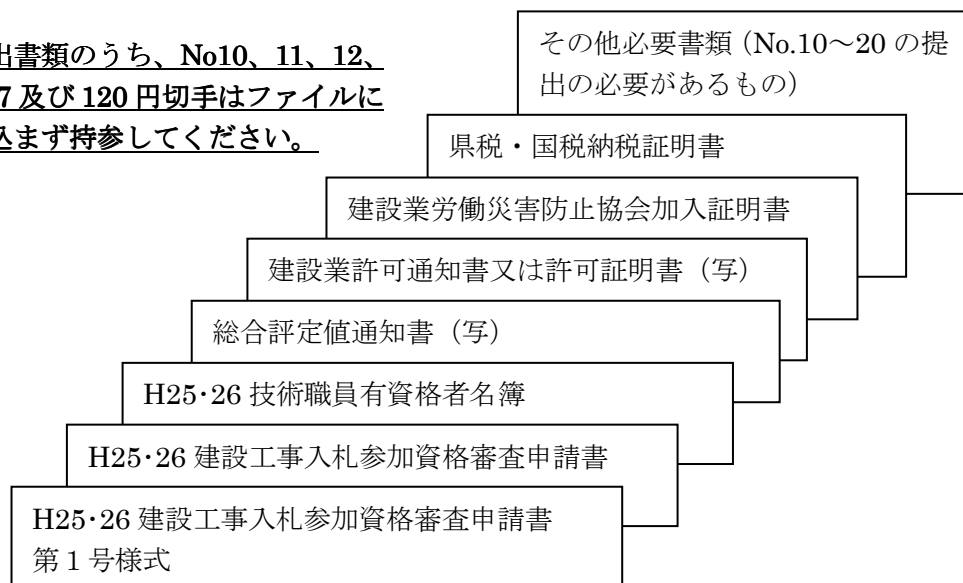 出書類のうち、No10、11、12、
7 及び 120 円切手はファイルに
込まず持参してください。
その他必要書類（No.10～20 の提
出の必要があるもの）
県税・国税納税証明書
建設業労働災害防止協会加入証明書
建設業許可通知書又は許可証明書（写）
総合評定値通知書（写）
H25･26 技術職員有資格者名簿
H25･26 建設工事入札参加資格審査申請書
H25･26 建設工事入札参加資格審査申請書
第１号様式